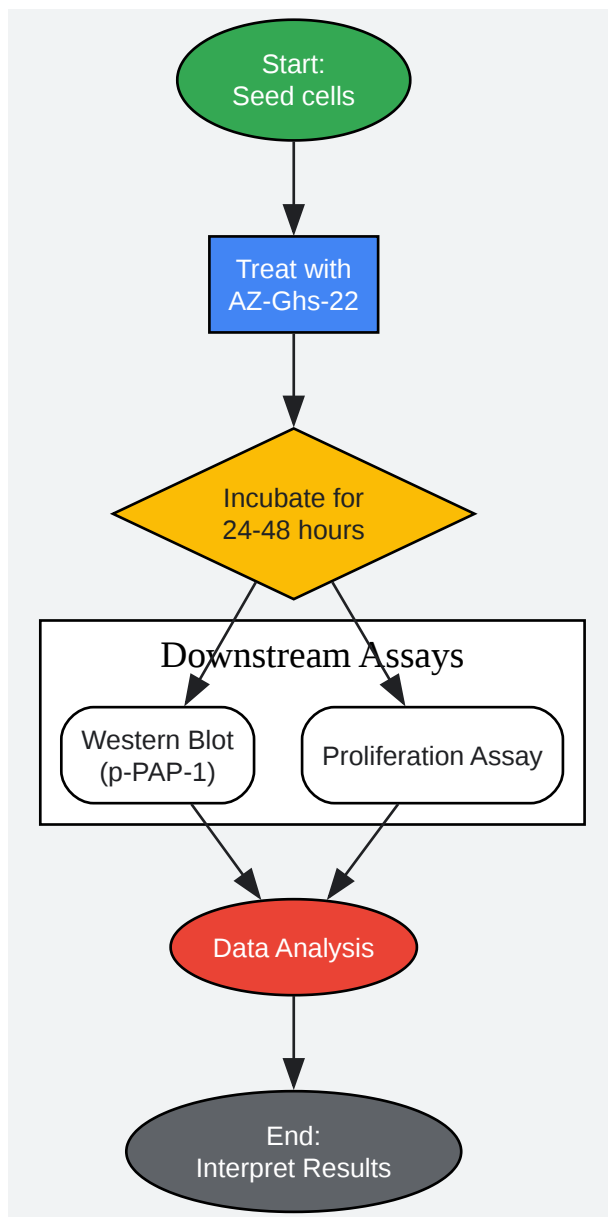 Start:
Seed cells
Treat with
AZ-Ghs-22
Incubate for
24-48 hours
Downstream Assays
Western Blot
(p-PAP-1)
Proliferation Assay
Data Analysis
End:
Interpret Results